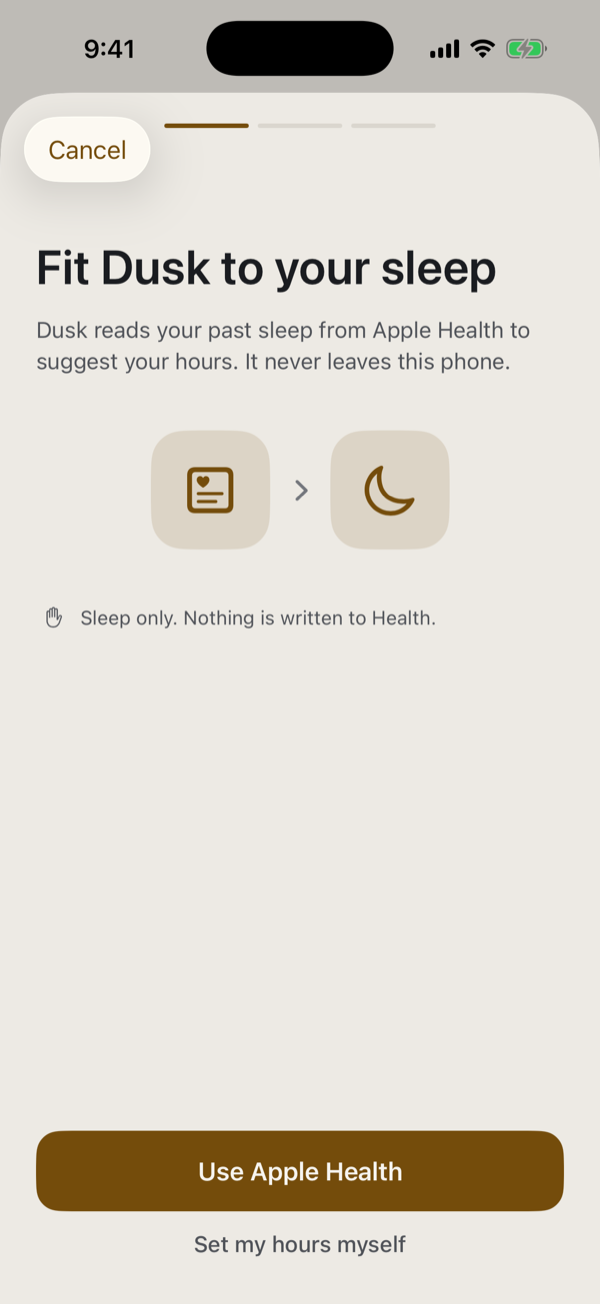 9:41
Cancel
Fit Dusk to your sleep
Dusk reads your past sleep from Apple Health to
suggest your hours. It never leaves this phone.
Sleep only. Nothing is written to Health.
Use Apple Health
Set my hours myself